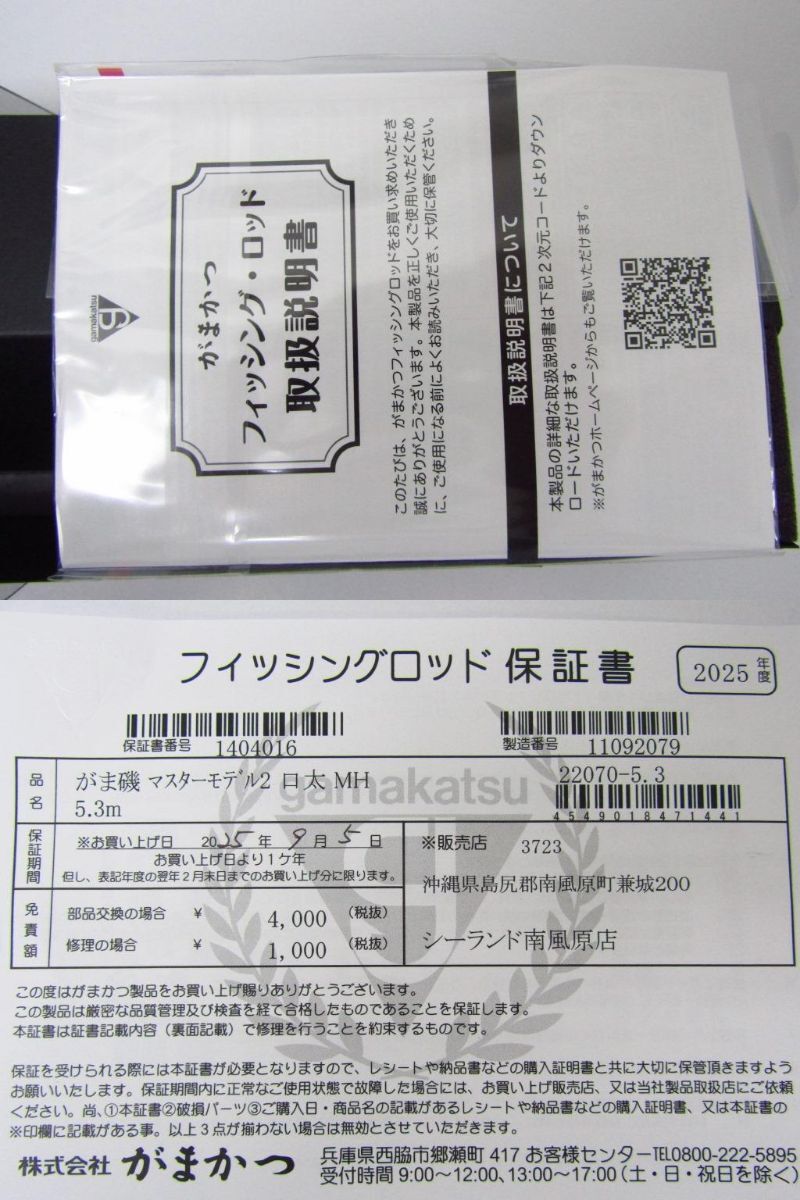 gamakatsu
がまかつ
フィッシング・ロッド
取扱説明書
このたびは、がまかつフィッシングロッドをお買い求めいただき
誠にありがとうございます。本製品を正しくご使用いただくため
に、ご使用になる前によくお読みいただき、大切に保管ください。
取扱説明書について
本製品の詳細な取扱説明書は下記2次元コードよりダウン
ロードいただけます。
※がまかつホームページからもご覧いただけます。
フィッシングロッド 保証書
2025年度
保証書番号 1404016
製造番号 11092079
gamakatsu
品名
がま磯 マスターモデル2 口太 MH
5.3m
22070-5.3
4549018471441
保証期間
※お買い上げ日 2025年 9月 5日
お買い上げ日より1ケ年
但し、表記年度の翌年2月末日までのお買い上げ分に限ります。
※販売店 3723
沖縄県島尻郡南風原町兼城200
シーランド南風原店
免責額
部品交換の場合 ¥ 4,000 (税抜)
修理の場合 ¥ 1,000 (税抜)
この度はがまかつ製品をお買い上げ賜りありがとうございます。
この製品は厳密な品質管理及び検査を経て合格したものであることを保証します。
本証書は証書記載内容(裏面記載)で修理を行うことを約束するものです。
保証を受けられる際には本証書が必要となりますので、レシートや納品書などの購入証明書と共に大切に保管頂きますよう
お願いいたします。保証期間内に正常なご使用状態で故障した場合には、お買い上げ販売店、又は当社製品取扱店にご依頼
ください。尚、①本証書②破損パーツ③ご購入日・商品名の記載があるレシートや納品書などの購入証明書、又は本証書の
※印欄に記載がある事。以上3点が揃わない場合は無効とさせていただきます。
株式会社 がまかつ
兵庫県西脇市郷瀬町417 お客様センターTEL0800-222-5895
受付時間 9:00~12:00、13:00~17:00(土・日・祝日を除く)